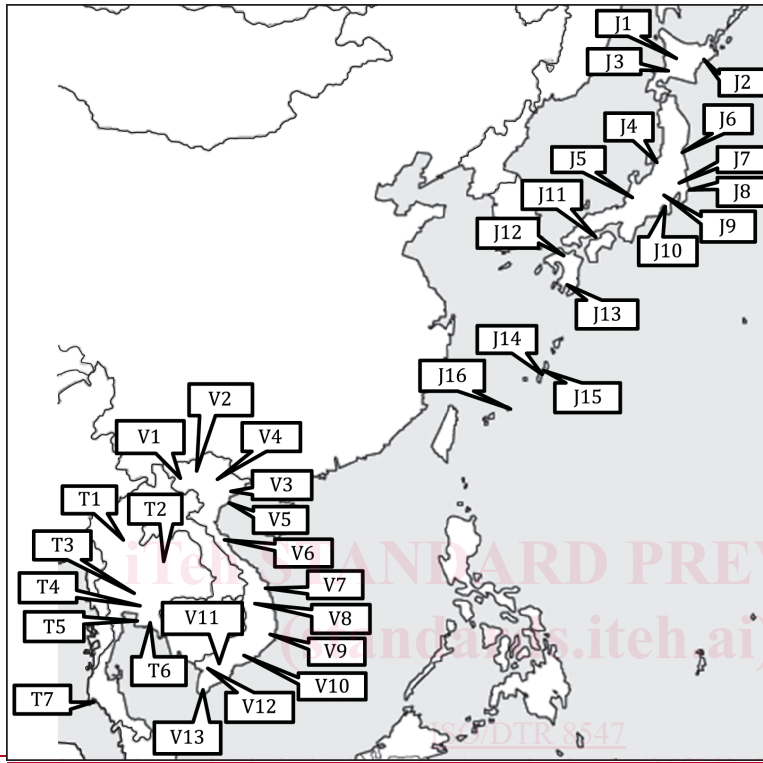 J1
J3
J2
J6
J4
J7
J5
J8
J11
J9
J12
J10
J13
J14
J16
J15
V2
V1
V4
V3
T1
T2
V5
T3
V6
iTeh STANDARD PREV
T4
V7
V11
V8
T5
(standards.iteh.ai)
V9
T6
V10
T7
V12
V13
ISO/DTR 8547